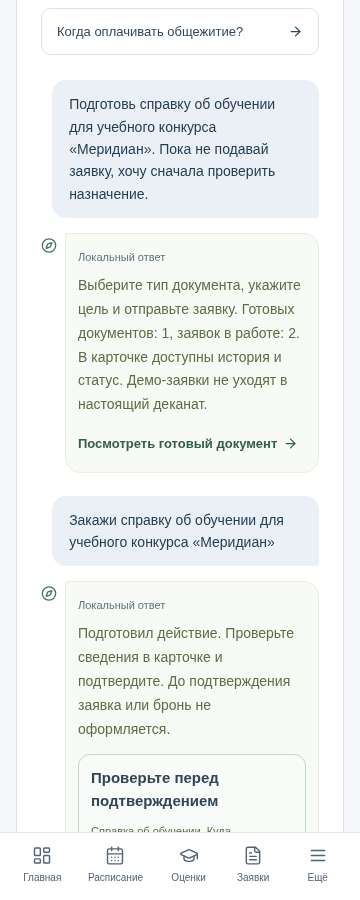 Когда оплачивать общежитие?
Подготовь справку об обучении
для учебного конкурса
«Меридиан». Пока не подавай
заявку, хочу сначала проверить
назначение.
Локальный ответ
Выберите тип документа, укажите
цель и отправьте заявку. Готовых
документов: 1, заявок в работе: 2.
В карточке доступны история и
статус. Демо-заявки не уходят в
настоящий деканат.
Посмотреть готовый документ
Закажи справку об обучении для
учебного конкурса «Меридиан»
Локальный ответ
Подготовил действие. Проверьте
сведения в карточке и
подтвердите. До подтверждения
заявка или бронь не
оформляется.
Проверьте перед
подтверждением
Справка об обучении. Куда
Главная
Расписание
Оценки
Заявки
Ещё